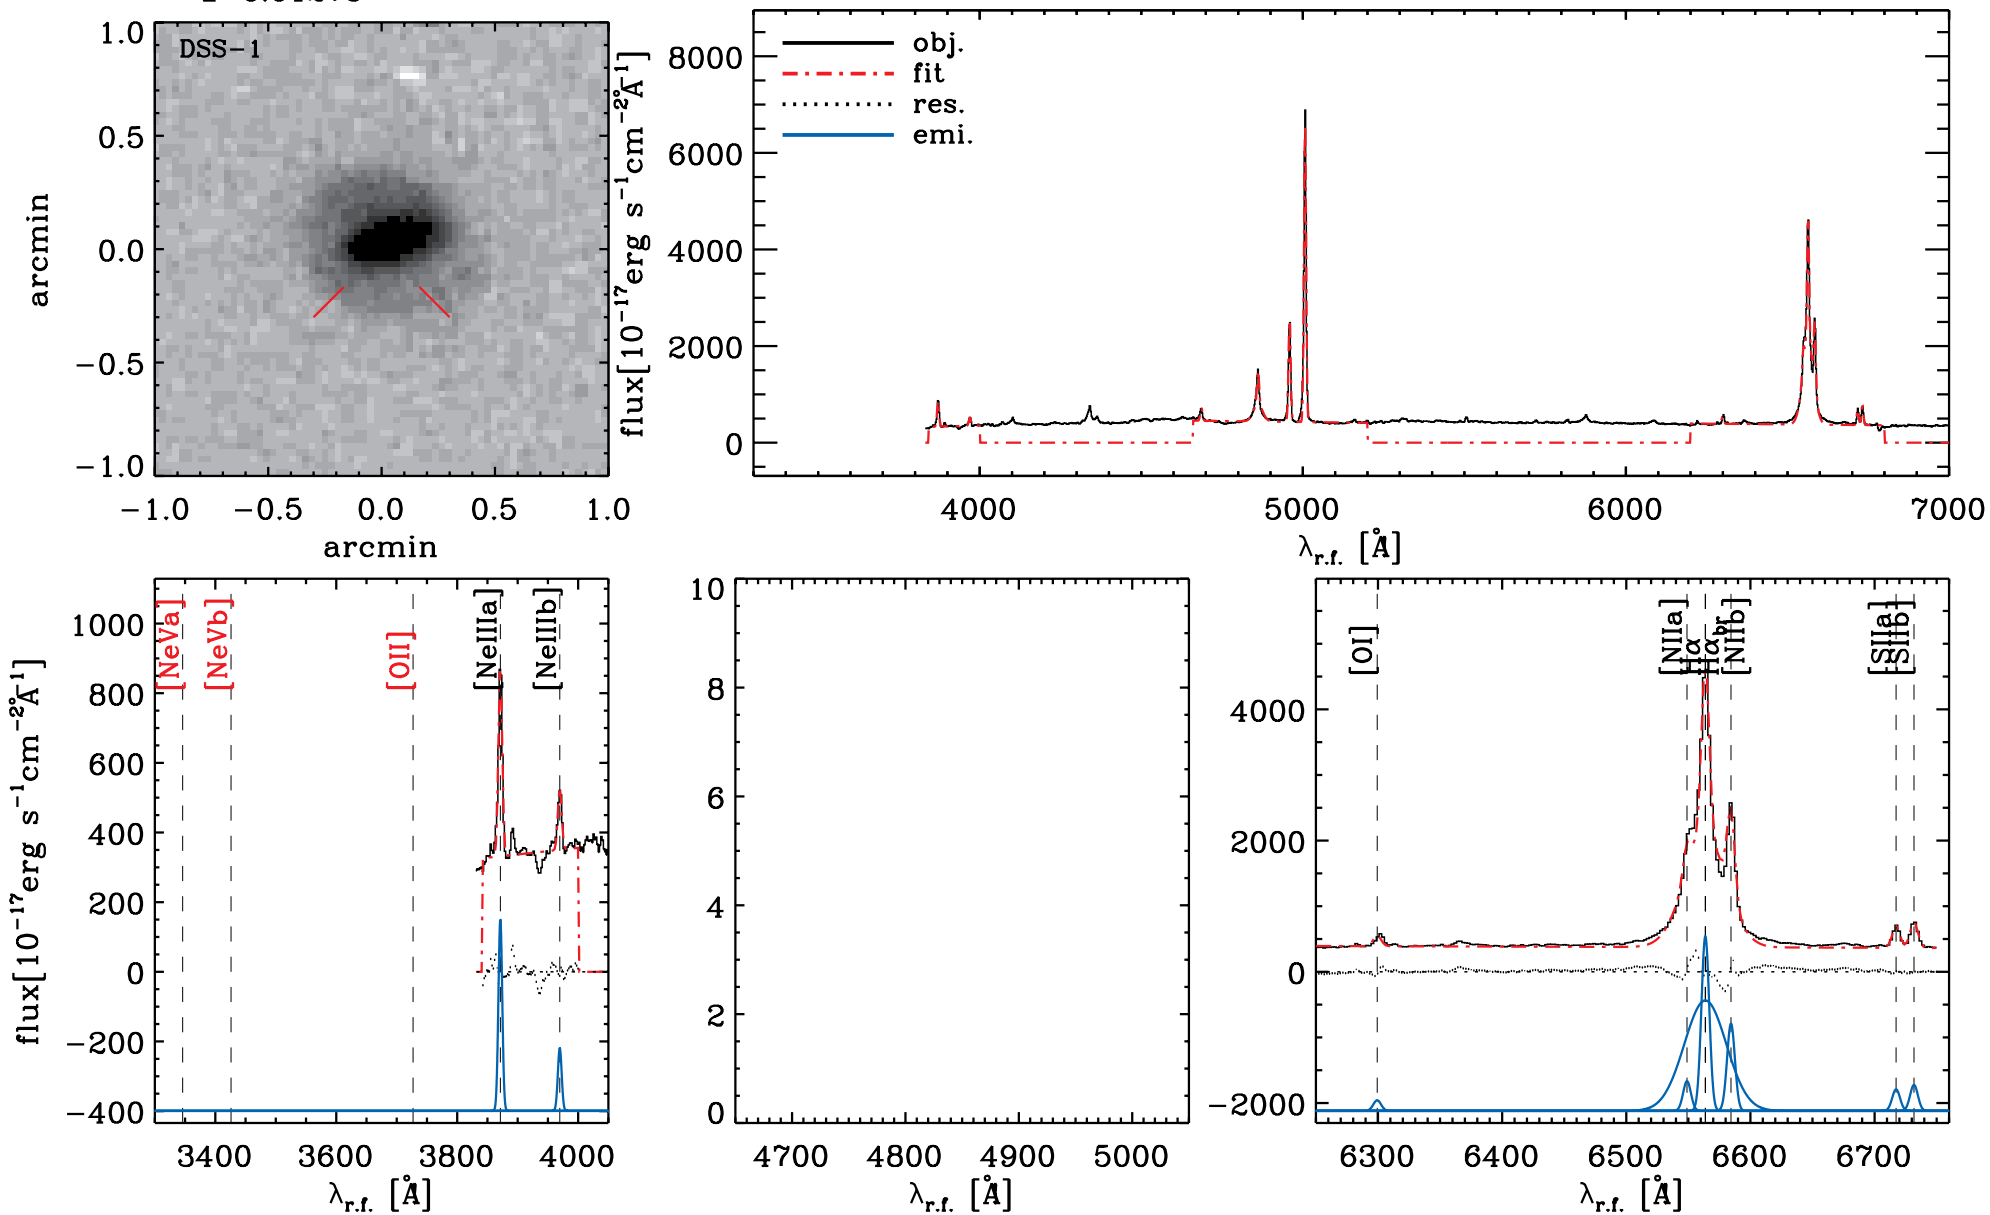 DSS-1
1.0
0.5
0.0
-0.5
-1.0
arcmin
-1.0 -0.5 0.0 0.5 1.0
arcmin
obj.
fit
res.
emi.
8000
6000
4000
2000
0
flux[10⁻¹⁷erg s⁻¹cm⁻²Å⁻¹]
4000 5000 6000 7000
λr.f. [Å]
[NeVa] [NeVb] [OII] [NeIIIa] [NeIIIb]
1000
800
600
400
200
0
-200
-400
flux[10⁻¹⁷erg s⁻¹cm⁻²Å⁻¹]
3400 3600 3800 4000
λr.f. [Å]
10
8
6
4
2
0
4700 4800 4900 5000
λr.f. [Å]
[OI] [NIIa] Hα Hαbr [NIIb] [SIIa] [SIIb]
4000
2000
0
-2000
6300 6400 6500 6600 6700
λr.f. [Å]